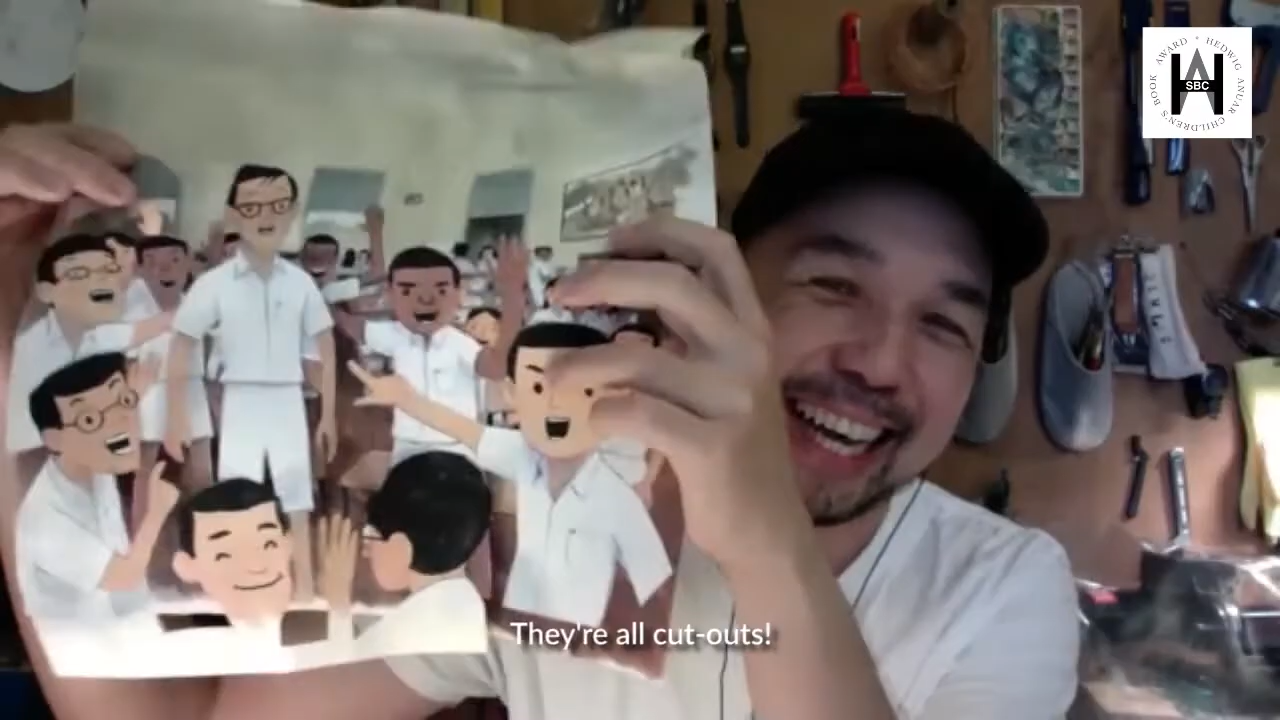 AWARD • HEDWIG ANUAR CHILDREN'S BOOK
SBC
They're all cut-outs!